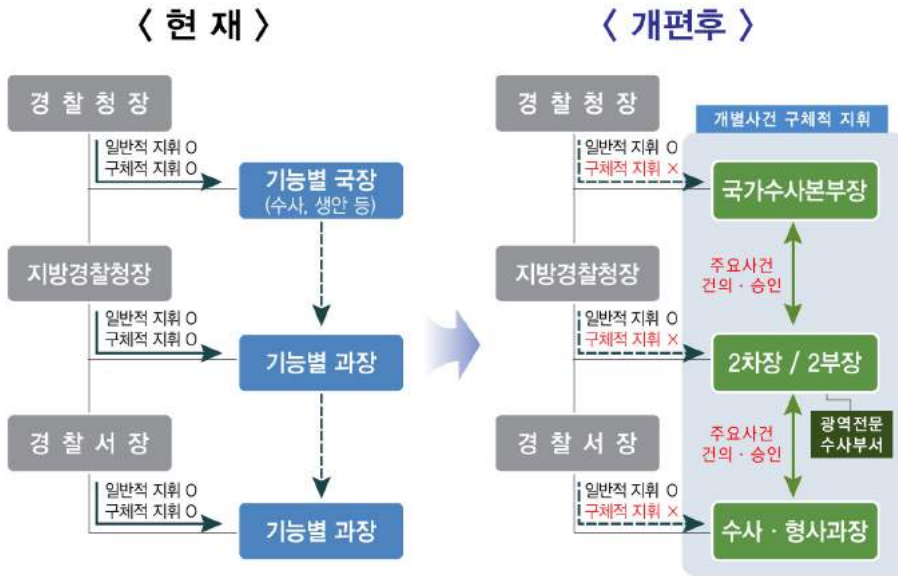 〈 현 재 〉
경 찰 청 장
일반적 지휘 O
구체적 지휘 O
기능별 국장
(수사, 생안 등)
지방경찰청장
일반적 지휘 O
구체적 지휘 O
기능별 과장
경 찰 서 장
일반적 지휘 O
구체적 지휘 O
기능별 과장
〈 개편후 〉
경 찰 청 장
개별사건 구체적 지휘
일반적 지휘 O
구체적 지휘 ×
국가수사본부장
주요사건
건의 · 승인
지방경찰청장
일반적 지휘 O
구체적 지휘 ×
2차장 / 2부장
광역전문
수사부서
주요사건
건의 · 승인
경 찰 서 장
일반적 지휘 O
구체적 지휘 ×
수사 · 형사과장